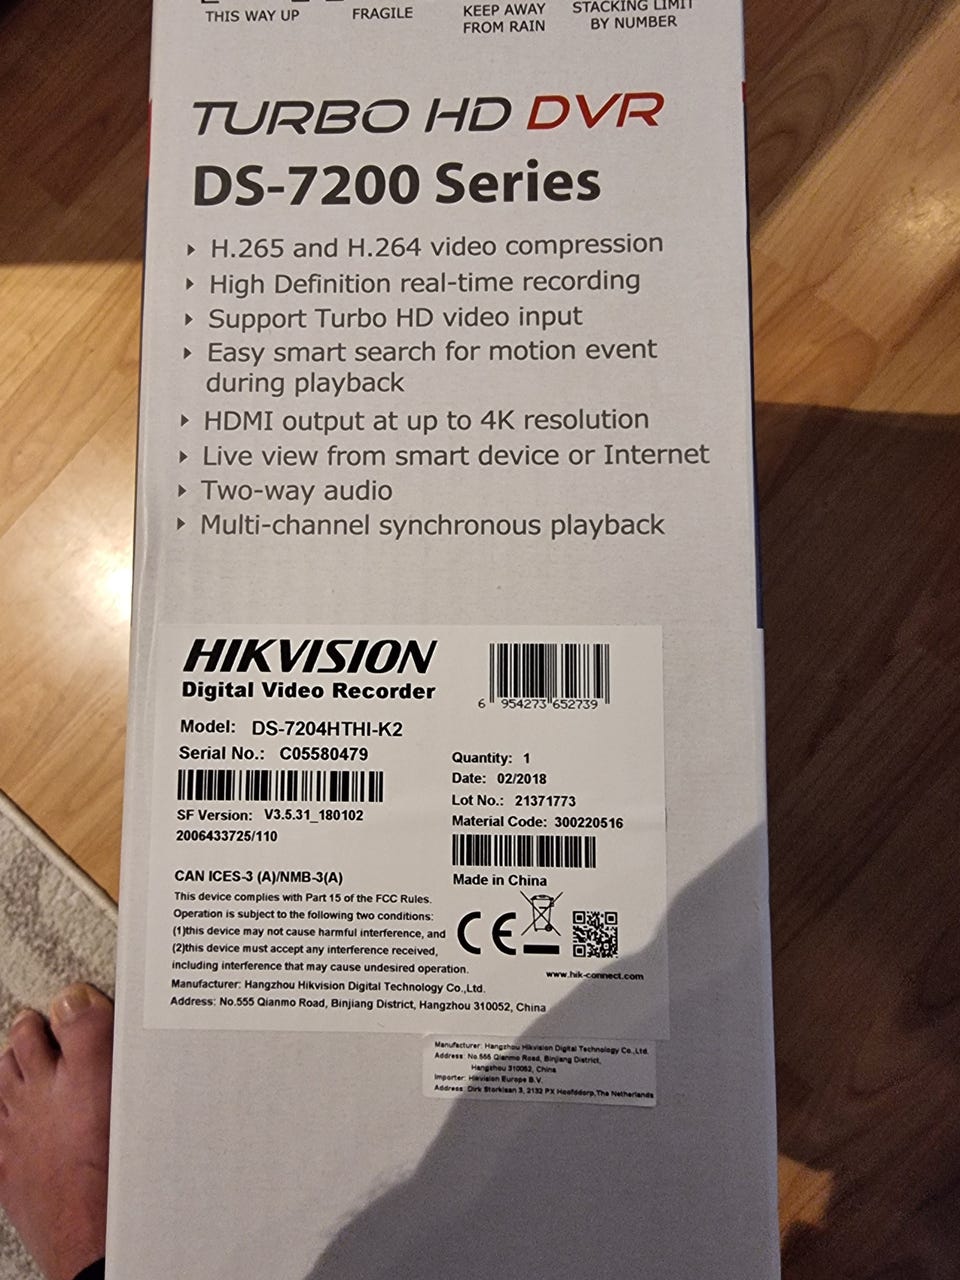 THIS WAY UP
FRAGILE
KEEP AWAY
FROM RAIN
STACKING LIMIT
BY NUMBER
TURBO HD DVR
DS-7200 Series
H.265 and H.264 video compression
High Definition real-time recording
Support Turbo HD video input
Easy smart search for motion event
during playback
HDMI output at up to 4K resolution
Live view from smart device or Internet
Two-way audio
Multi-channel synchronous playback
HIKVISION
Digital Video Recorder
6 954273 652739
Model: DS-7204HTHI-K2
Serial No.: C05580479
SF Version: V3.5.31_180102
2006433725/110
Quantity: 1
Date: 02/2018
Lot No.: 21371773
Material Code: 300220516
Made in China
CAN ICES-3 (A)/NMB-3(A)
This device complies with Part 15 of the FCC Rules.
Operation is subject to the following two conditions:
(1)this device may not cause harmful interference, and
(2)this device must accept any interference received,
including interference that may cause undesired operation.
CE
www.hik-connect.com
Manufacturer: Hangzhou Hikvision Digital Technology Co.,Ltd.
Address: No.555 Qianmo Road, Binjiang District, Hangzhou 310052, China
Manufacturer: Hangzhou Hikvision Digital Technology Co.,Ltd.
Address: No.555 Qianmo Road, Binjiang District,
Hangzhou 310052, China
Importer: Hikvision Europe B.V.
Address: Dirk Storklaan 3, 2132 PX Hoofddorp,The Netherlands